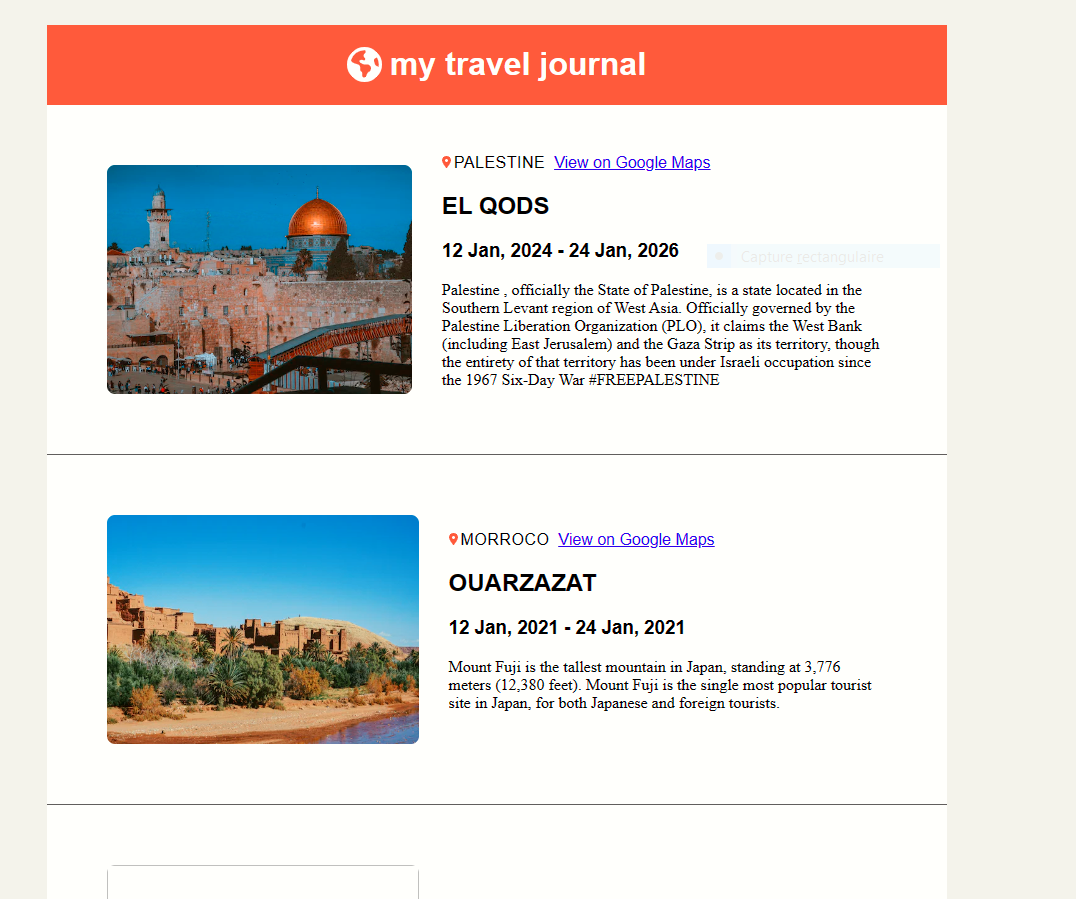 my travel journal
PALESTINE View on Google Maps
EL QODS
12 Jan, 2024 - 24 Jan, 2026
Capture rectangulaire
Palestine , officially the State of Palestine, is a state located in the
Southern Levant region of West Asia. Officially governed by the
Palestine Liberation Organization (PLO), it claims the West Bank
(including East Jerusalem) and the Gaza Strip as its territory, though
the entirety of that territory has been under Israeli occupation since
the 1967 Six-Day War #FREEPALESTINE
MORROCO View on Google Maps
OUARZAZAT
12 Jan, 2021 - 24 Jan, 2021
Mount Fuji is the tallest mountain in Japan, standing at 3,776
meters (12,380 feet). Mount Fuji is the single most popular tourist
site in Japan, for both Japanese and foreign tourists.